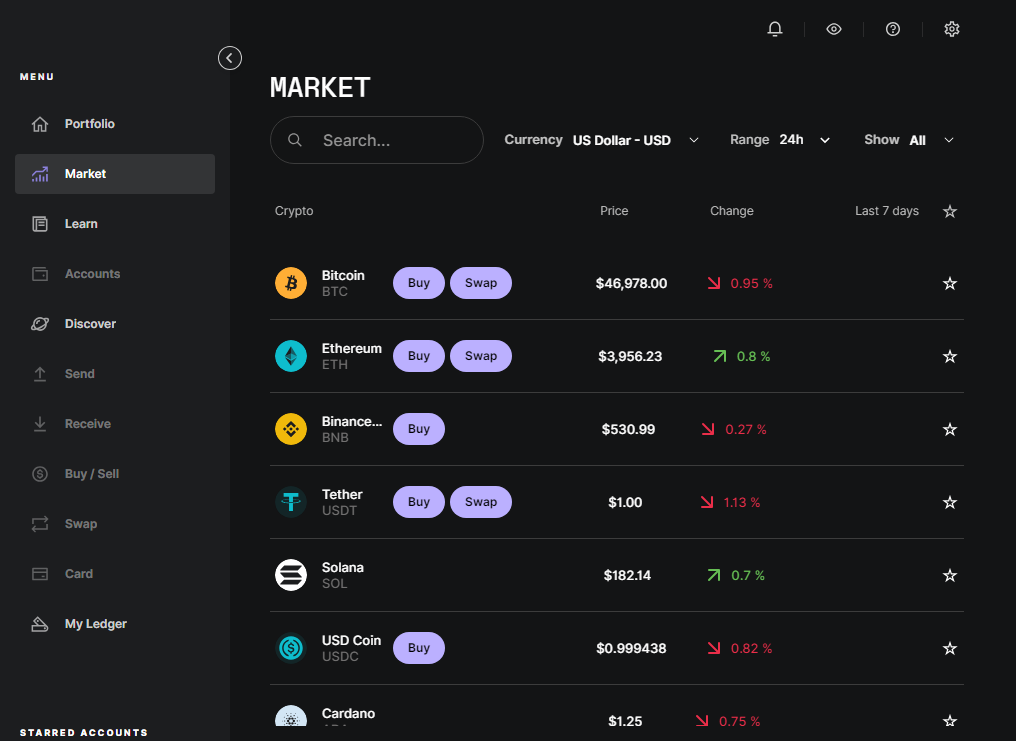 MENU
Portfolio
Market
Learn
Accounts
Discover
Send
Receive
Buy / Sell
Swap
Card
My Ledger
STARRED ACCOUNTS
MARKET
Search...
Currency US Dollar - USD
Range 24h
Show All
Crypto Price Change Last 7 days
Bitcoin
BTC
Buy Swap $46,978.00 0.95 %
Ethereum
ETH
Buy Swap $3,956.23 0.8 %
Binance...
BNB
Buy $530.99 0.27 %
Tether
USDT
Buy Swap $1.00 1.13 %
Solana
SOL
$182.14 0.7 %
USD Coin
USDC
Buy $0.999438 0.82 %
Cardano
$1.25 0.75 %